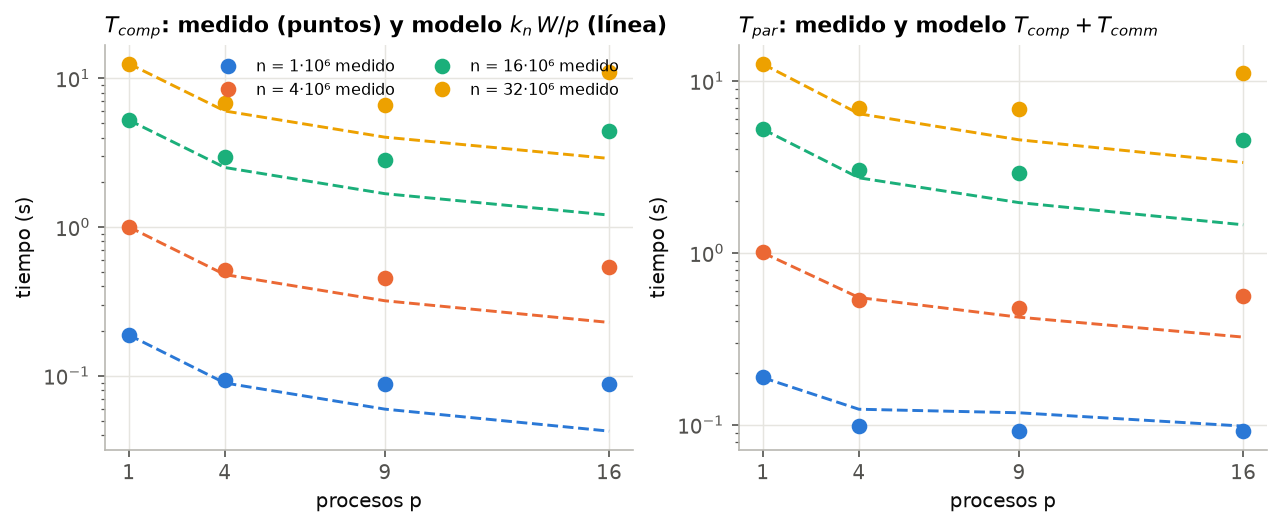 T_comp: medido (puntos) y modelo k_n W/p (línea)
n = 1·10⁶ medido
n = 4·10⁶ medido
n = 16·10⁶ medido
n = 32·10⁶ medido
tiempo (s)
10¹
10⁰
10⁻¹
1 4 9 16
procesos p
T_par: medido y modelo T_comp + T_comm
tiempo (s)
10¹
10⁰
10⁻¹
1 4 9 16
procesos p